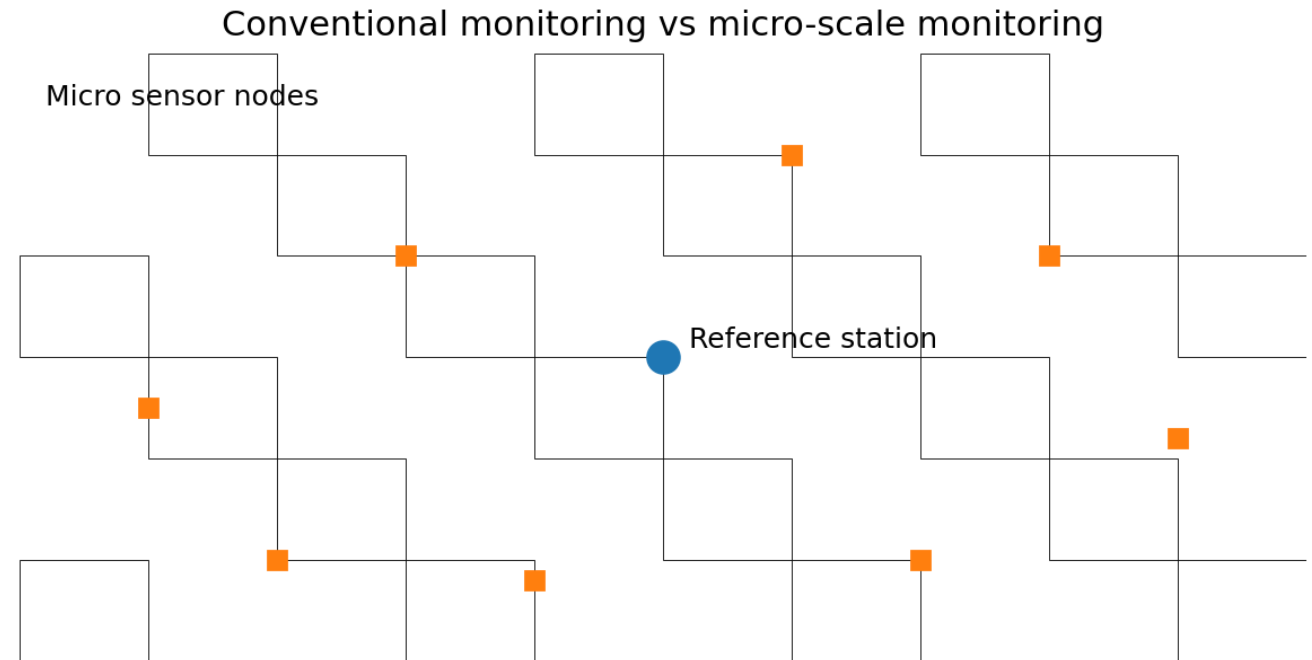 Conventional monitoring vs micro-scale monitoring
Micro sensor nodes
Reference station